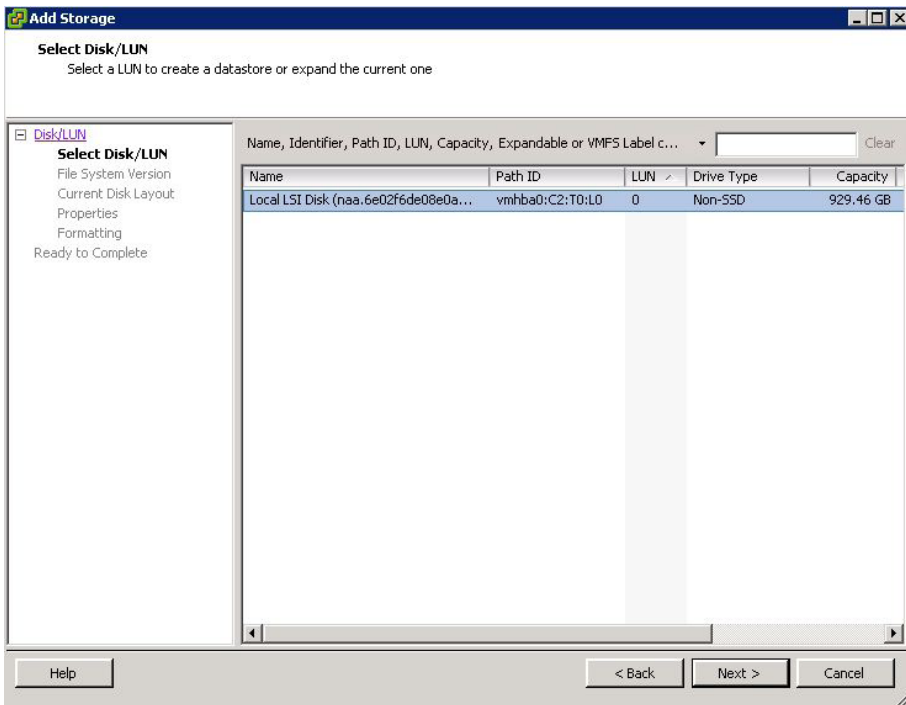 Add Storage
Select Disk/LUN
Select a LUN to create a datastore or expand the current one
Disk/LUN
Select Disk/LUN
File System Version
Current Disk Layout
Properties
Formatting
Ready to Complete
Name, Identifier, Path ID, LUN, Capacity, Expandable or VMFS Label c... Clear
Name Path ID LUN Drive Type Capacity
Local LSI Disk (naa.6e02f6de08e0a... vmhba0:C2:T0:L0 0 Non-SSD 929.46 GB
Help < Back Next > Cancel